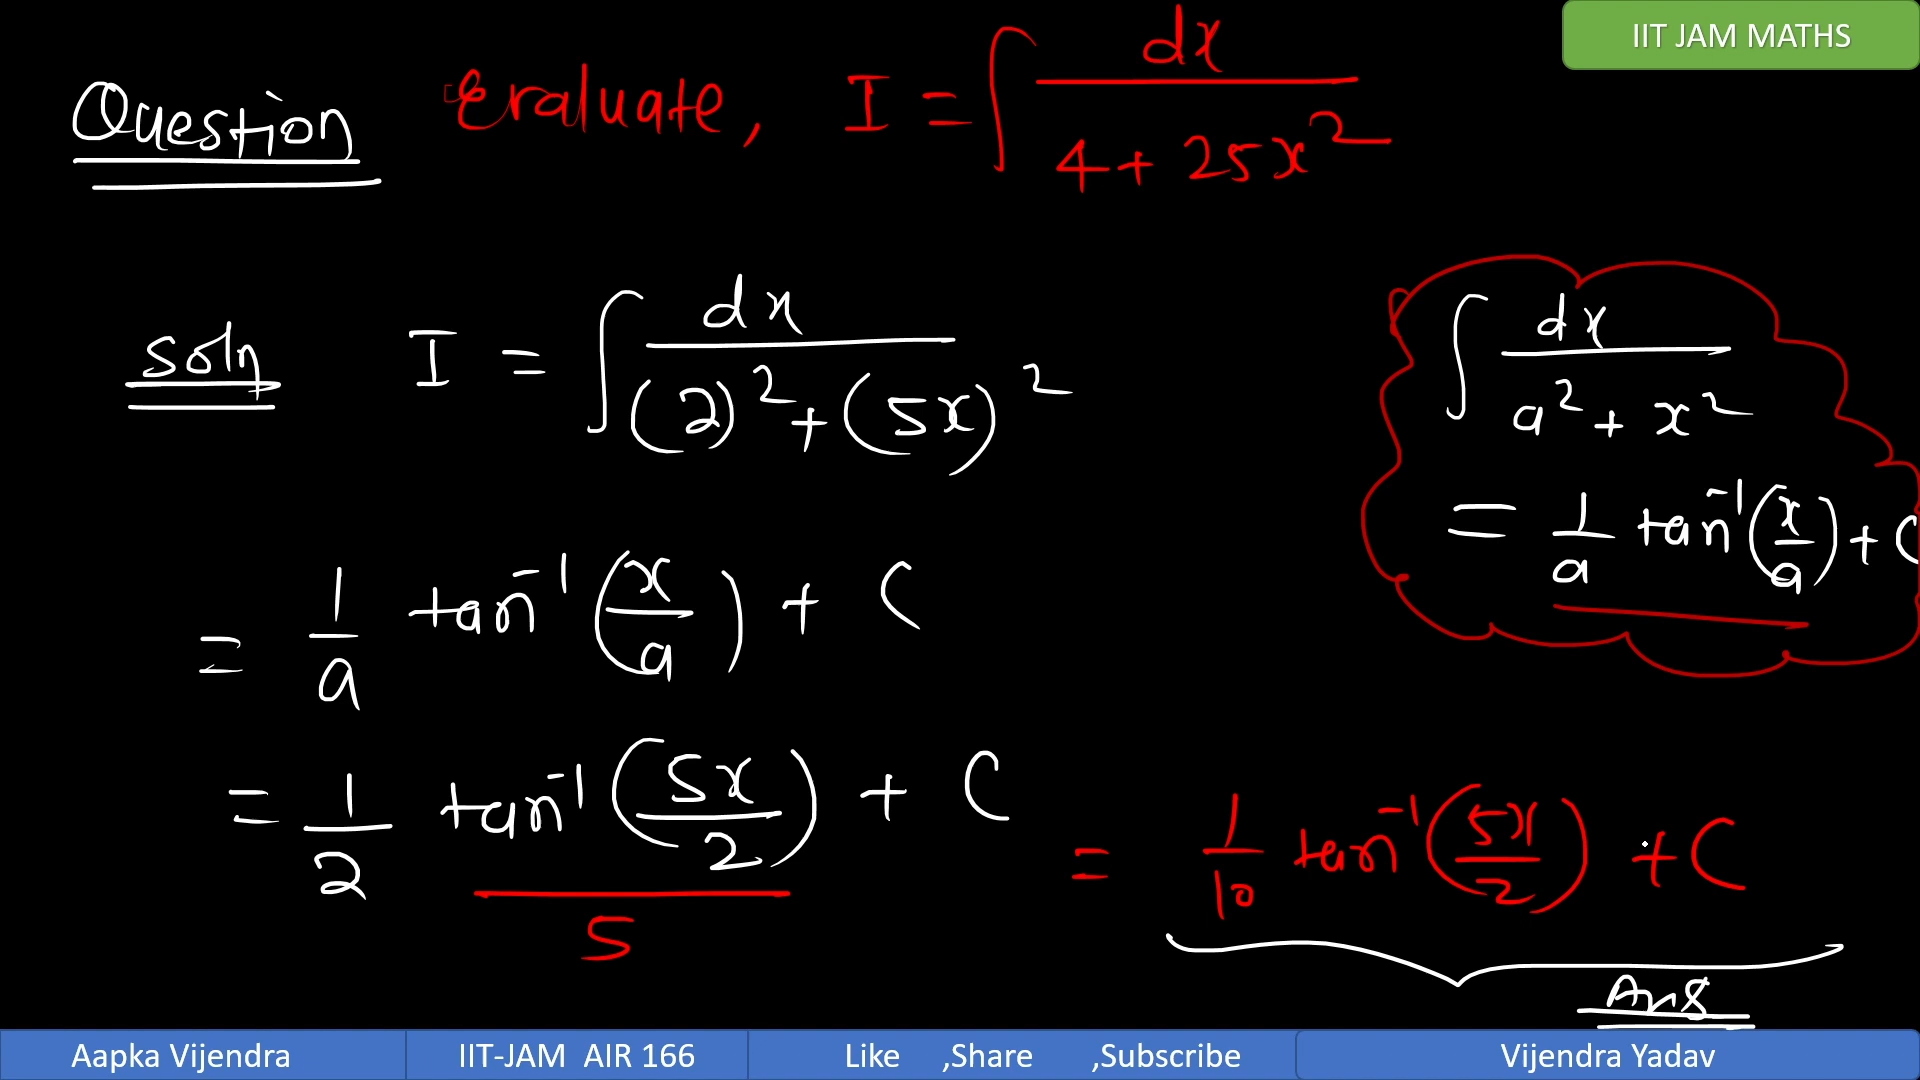 IIT JAM MATHS
Question Evaluate, I = ∫ dx / (4 + 25x²)
Soln I = ∫ dx / ((2)² + (5x)²)
∫ dx / (a² + x²)
= 1/a tan⁻¹(x/a) + C
= 1/a tan⁻¹(x/a) + C
= 1/2 tan⁻¹(5x/2) / 5 + C = 1/10 tan⁻¹(5x/2) + C
Ans
Aapka Vijendra IIT-JAM AIR 166 Like ,Share ,Subscribe Vijendra Yadav